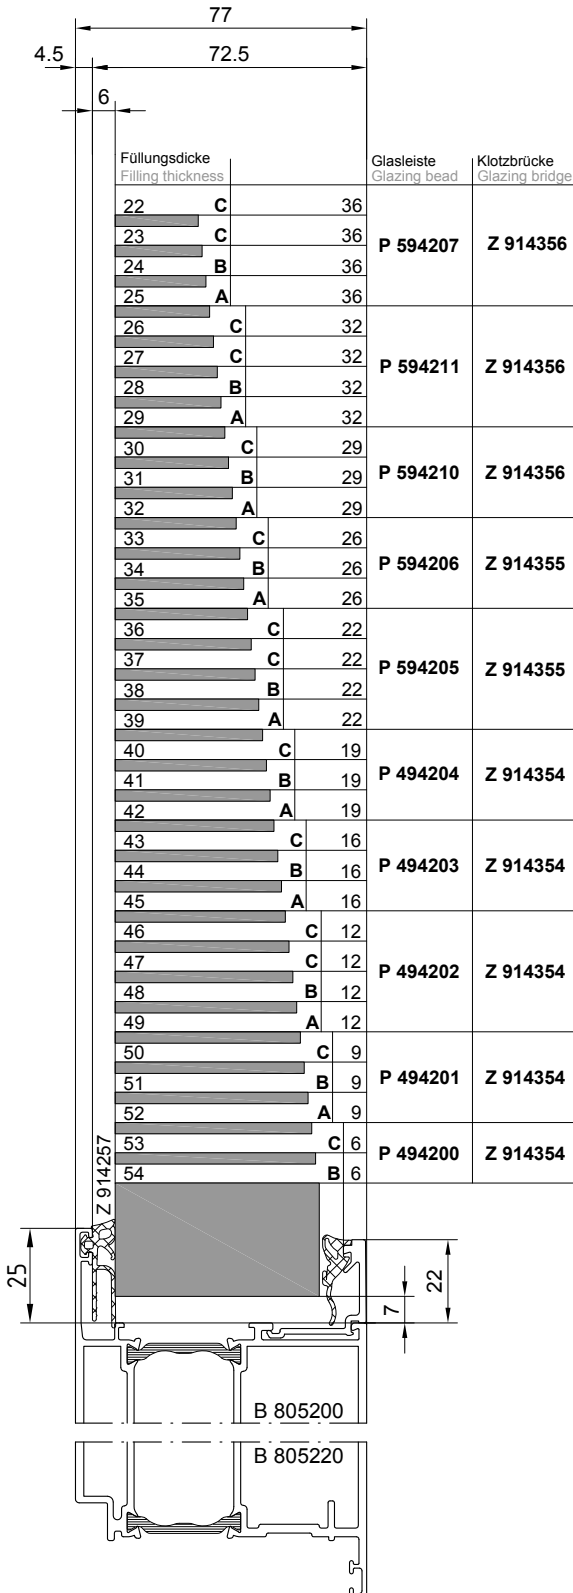 77
4.5 72.5
6
Füllungsdicke Glasleiste Klotzbrücke
Filling thickness Glazing bead Glazing bridge
22 C 36
23 C 36
P 594207 Z 914356
24 B 36
25 A 36
26 C 32
27 C 32
P 594211 Z 914356
28 B 32
29 A 32
30 C 29
31 B 29 P 594210 Z 914356
32 A 29
33 C 26
34 B 26 P 594206 Z 914355
35 A 26
36 C 22
37 C 22
P 594205 Z 914355
38 B 22
39 A 22
40 C 19
41 B 19 P 494204 Z 914354
42 A 19
43 C 16
44 B 16 P 494203 Z 914354
45 A 16
46 C 12
47 C 12
P 494202 Z 914354
48 B 12
49 A 12
50 C 9
51 B 9 P 494201 Z 914354
52 A 9
53 C 6
P 494200 Z 914354
54 B 6
Z 914257
25
22
7
B 805200
B 805220